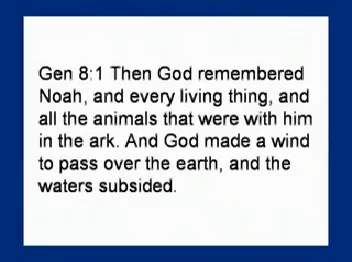 Gen 8:1 Then God remembered
Noah, and every living thing, and
all the animals that were with him
in the ark. And God made a wind
to pass over the earth, and the
waters subsided.